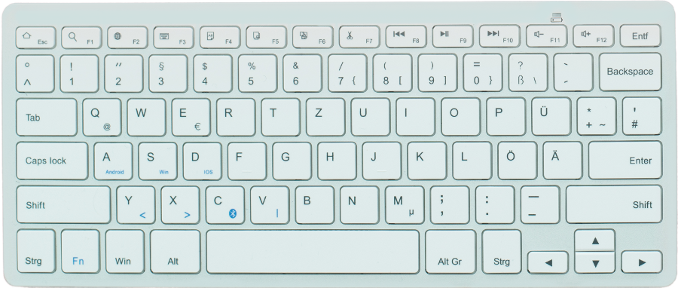 Esc F1 F2 F3 F4 F5 F6 F7 F8 F9 F10 F11 F12 Entf
° ! " § $ % & / ( ) = ? ` Backspace
^ 1 2 3 4 5 6 7 { 8 [ 9 ] 0 } ß \ ´
Tab Q @ W E € R T Z U I O P Ü * + ~ ' #
Caps lock A Android S Win D IOS F G H J K L Ö Ä Enter
Shift Y < X > C V | B N M µ ; , : . _ - Shift
Strg Fn Win Alt Alt Gr Strg ◄ ▲ ▼ ►